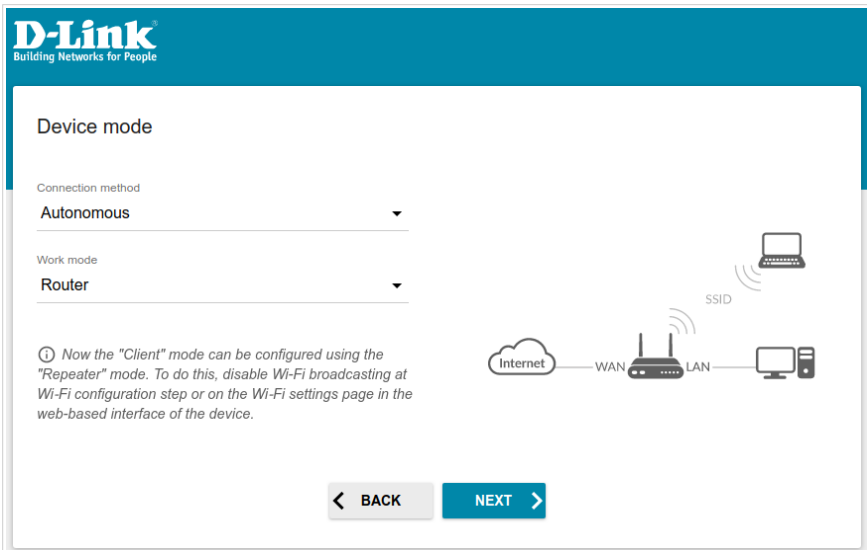 D-Link
Building Networks for People
Device mode
Connection method
Autonomous
Work mode
Router
Now the "Client" mode can be configured using the
"Repeater" mode. To do this, disable Wi-Fi broadcasting at
Wi-Fi configuration step or on the Wi-Fi settings page in the
web-based interface of the device.
SSID
Internet
WAN
LAN
BACK
NEXT